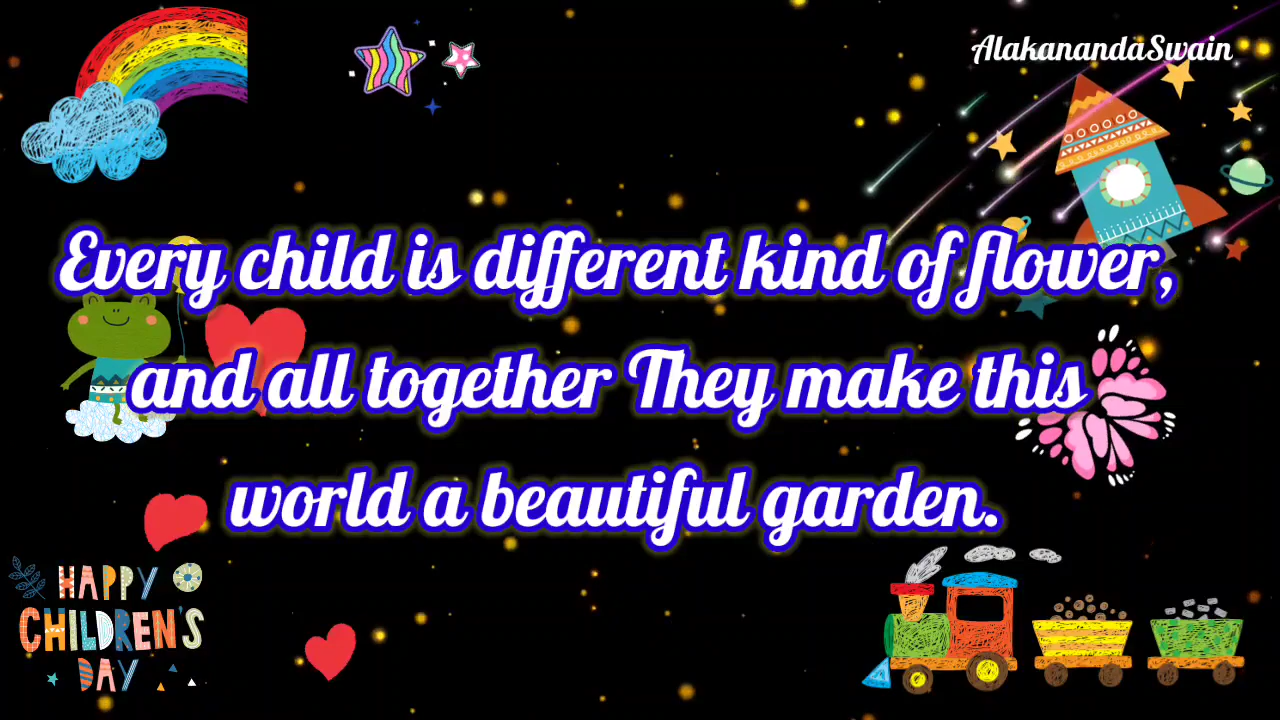 AlakanandaSwain
Every child is different kind of flower,
and all together They make this
world a beautiful garden.
HAPPY
CHILDREN'S
DAY